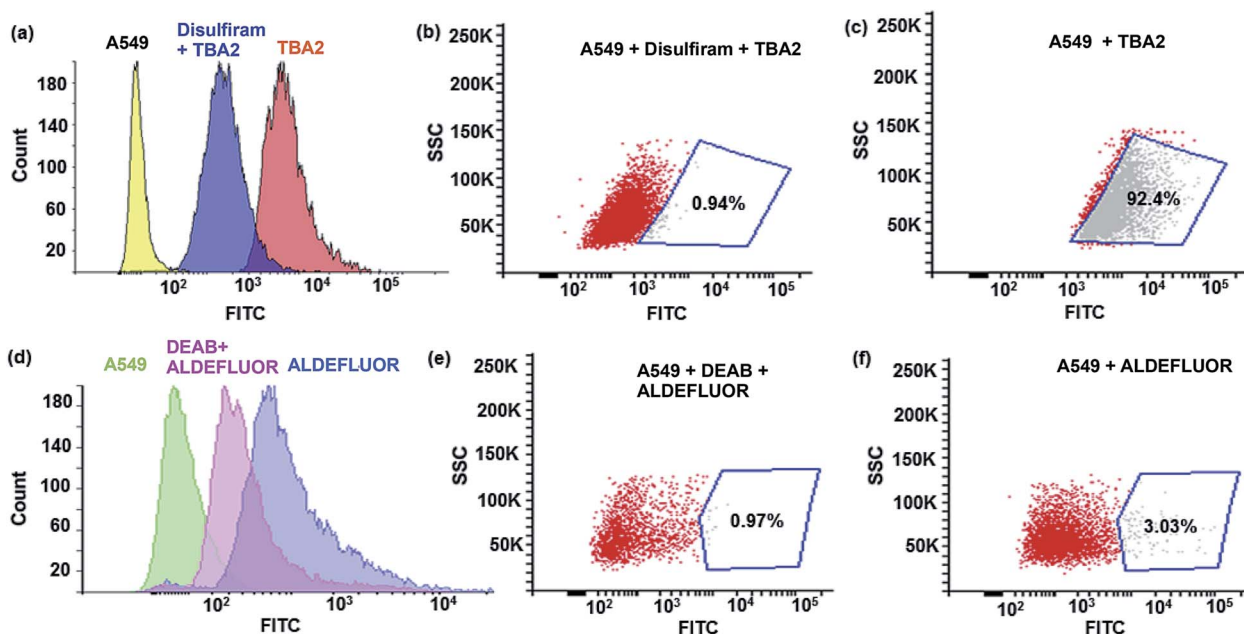 (a)
A549
Disulfiram
+ TBA2
TBA2
180
140
100
60
20
Count
10²
10³
10⁴
10⁵
FITC
(b)
A549 + Disulfiram + TBA2
250K
200K
150K
100K
50K
SSC
0.94%
10²
10³
10⁴
10⁵
FITC
(c)
A549 + TBA2
250K
200K
150K
100K
50K
SSC
92.4%
10²
10³
10⁴
10⁵
FITC
(d)
A549
DEAB+
ALDEFLUOR
ALDEFLUOR
180
140
100
60
20
Count
10²
10³
10⁴
FITC
(e)
A549 + DEAB +
ALDEFLUOR
250K
200K
150K
100K
50K
SSC
0.97%
10²
10³
10⁴
10⁵
FITC
(f)
A549 + ALDEFLUOR
250K
200K
150K
100K
50K
SSC
3.03%
10²
10³
10⁴
10⁵
FITC